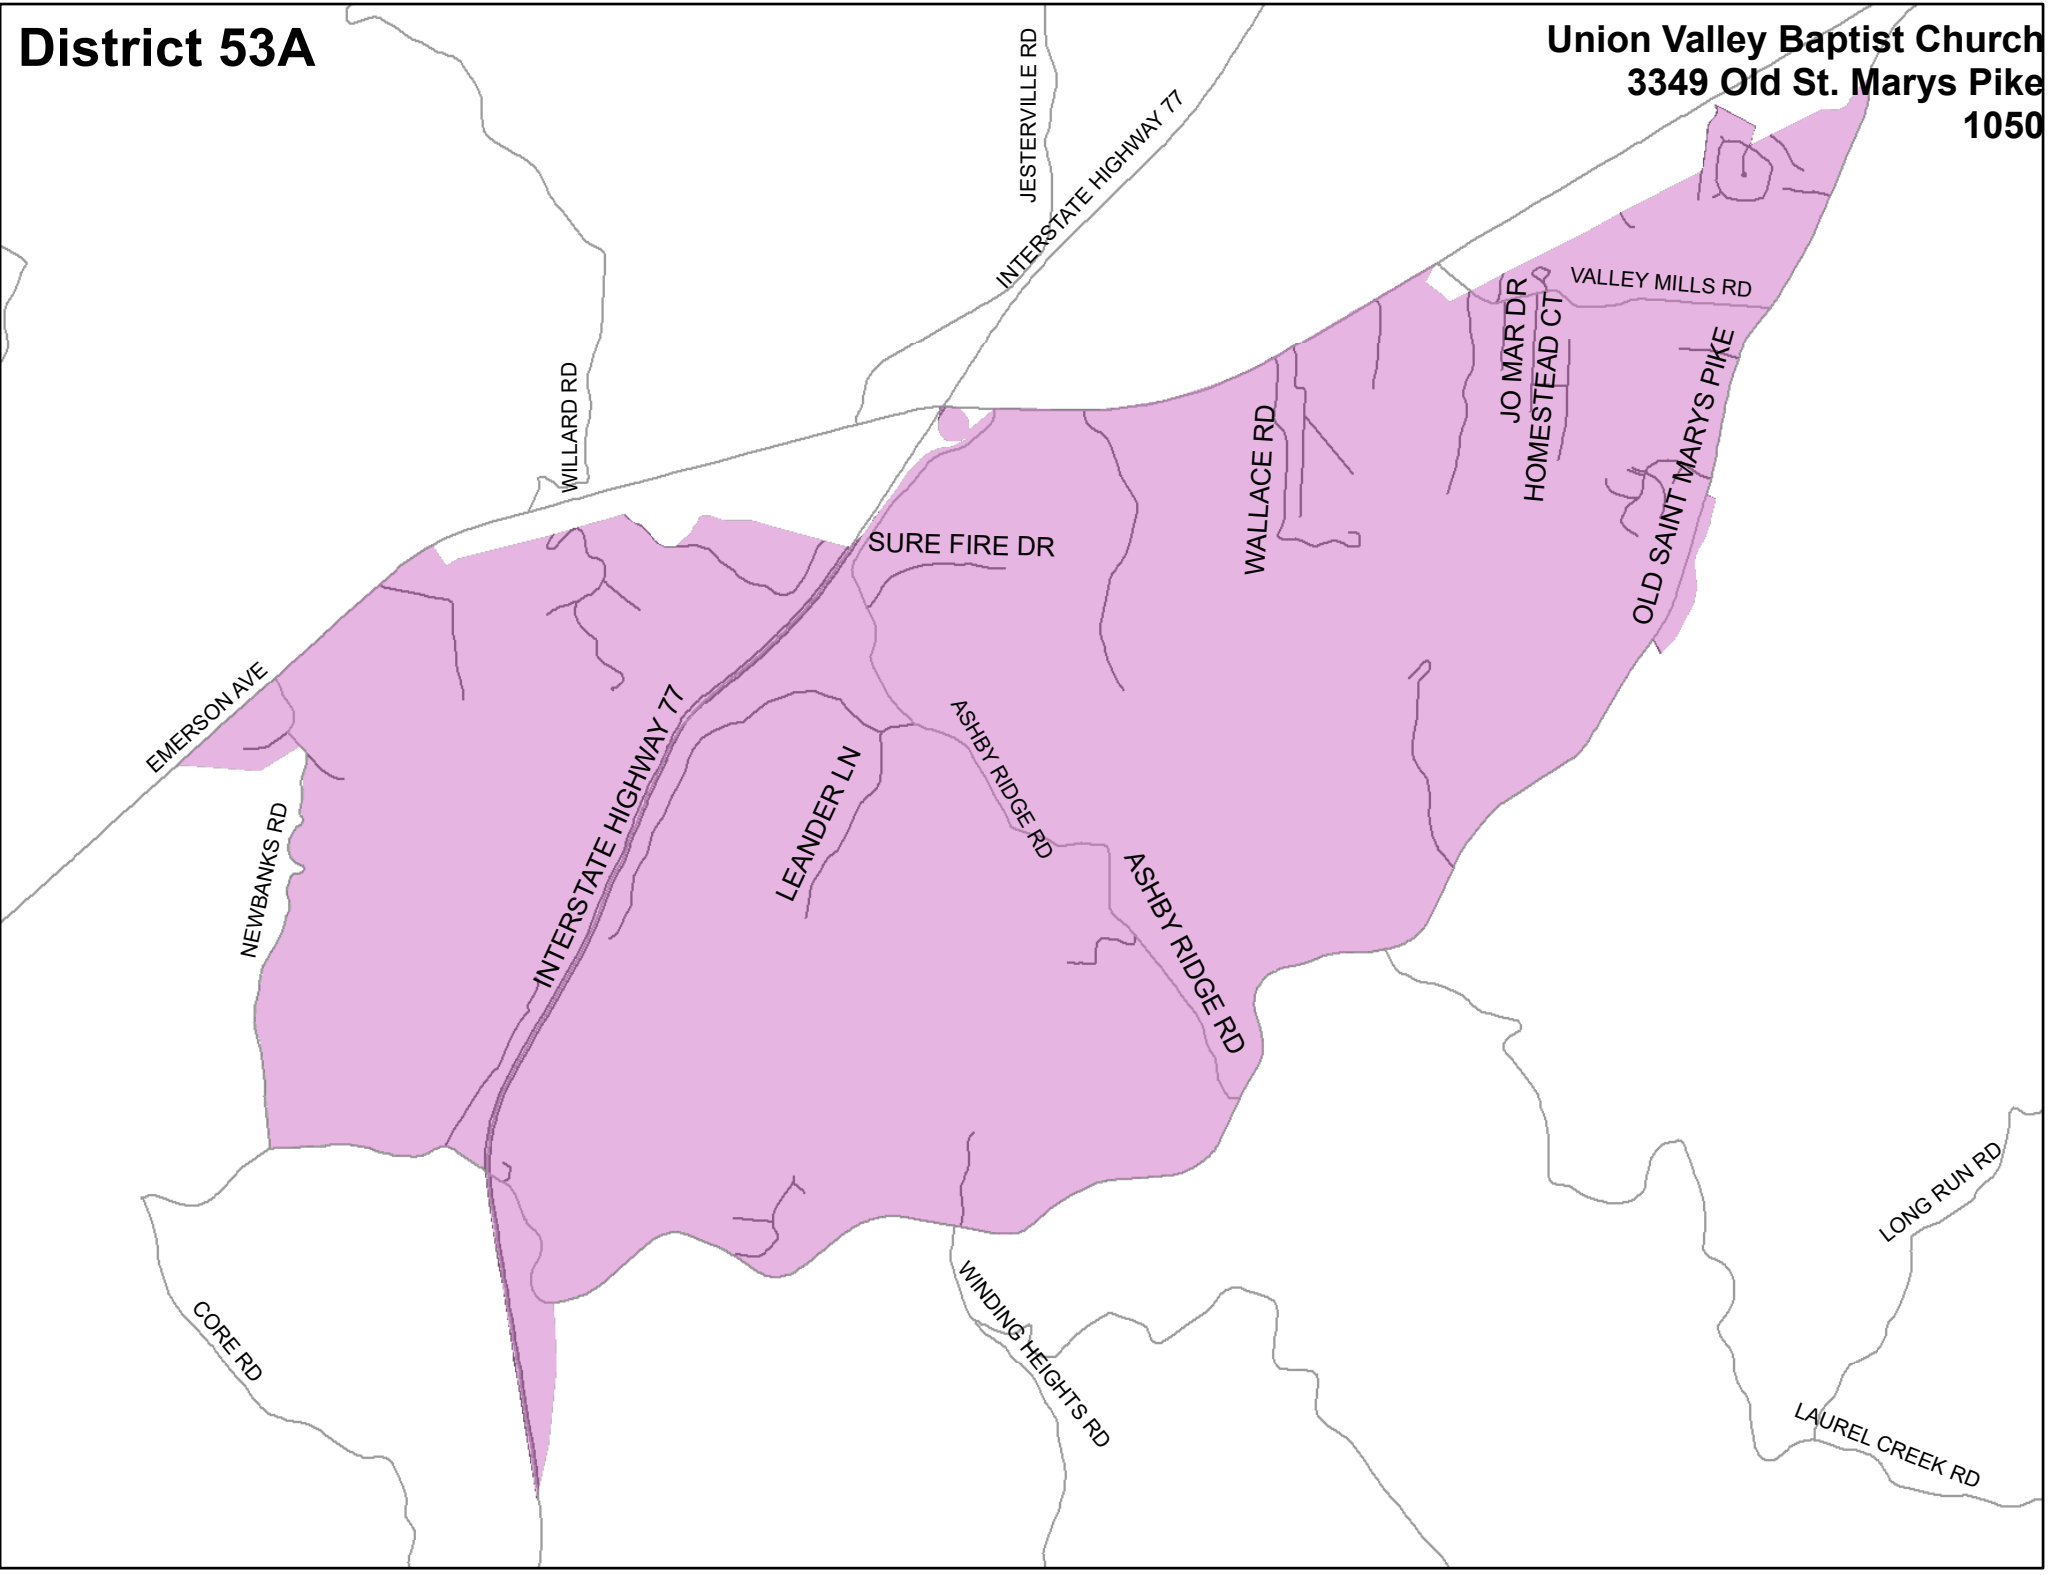 District 53A
Union Valley Baptist Church
3349 Old St. Marys Pike
1050
JESTERVILLE RD
INTERSTATE HIGHWAY 77
VALLEY MILLS RD
JO MAR DR
HOMESTEAD CT
OLD SAINT MARYS PIKE
WILLARD RD
WALLACE RD
SURE FIRE DR
EMERSON AVE
INTERSTATE HIGHWAY 77
LEANDER LN
ASHBY RIDGE RD
NEWBANKS RD
ASHBY RIDGE RD
LONG RUN RD
CORE RD
WINDING HEIGHTS RD
LAUREL CREEK RD